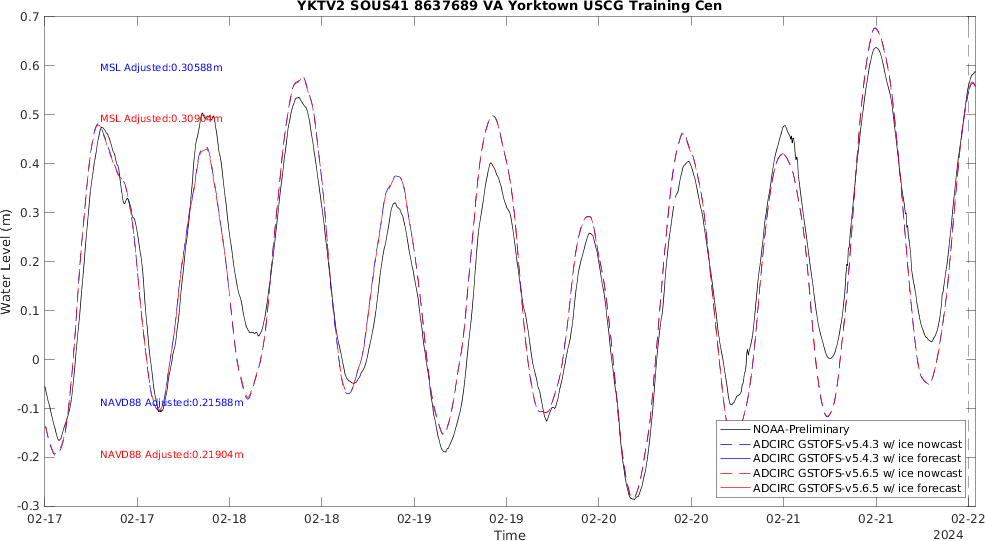 YKTV2 SOUS41 8637689 VA Yorktown USCG Training Cen
0.7
0.6
0.5
0.4
0.3
0.2
0.1
0
-0.1
-0.2
-0.3
Water Level (m)
MSL Adjusted:0.30588m
MSL Adjusted:0.30904m
NAVD88 Adjusted:0.21588m
NAVD88 Adjusted:0.21904m
NOAA-Preliminary
ADCIRC GSTOFS-v5.4.3 w/ ice nowcast
ADCIRC GSTOFS-v5.4.3 w/ ice forecast
ADCIRC GSTOFS-v5.6.5 w/ ice nowcast
ADCIRC GSTOFS-v5.6.5 w/ ice forecast
02-17 02-17 02-18 02-18 02-19 02-19 02-20 02-20 02-21 02-21 02-22
Time
2024